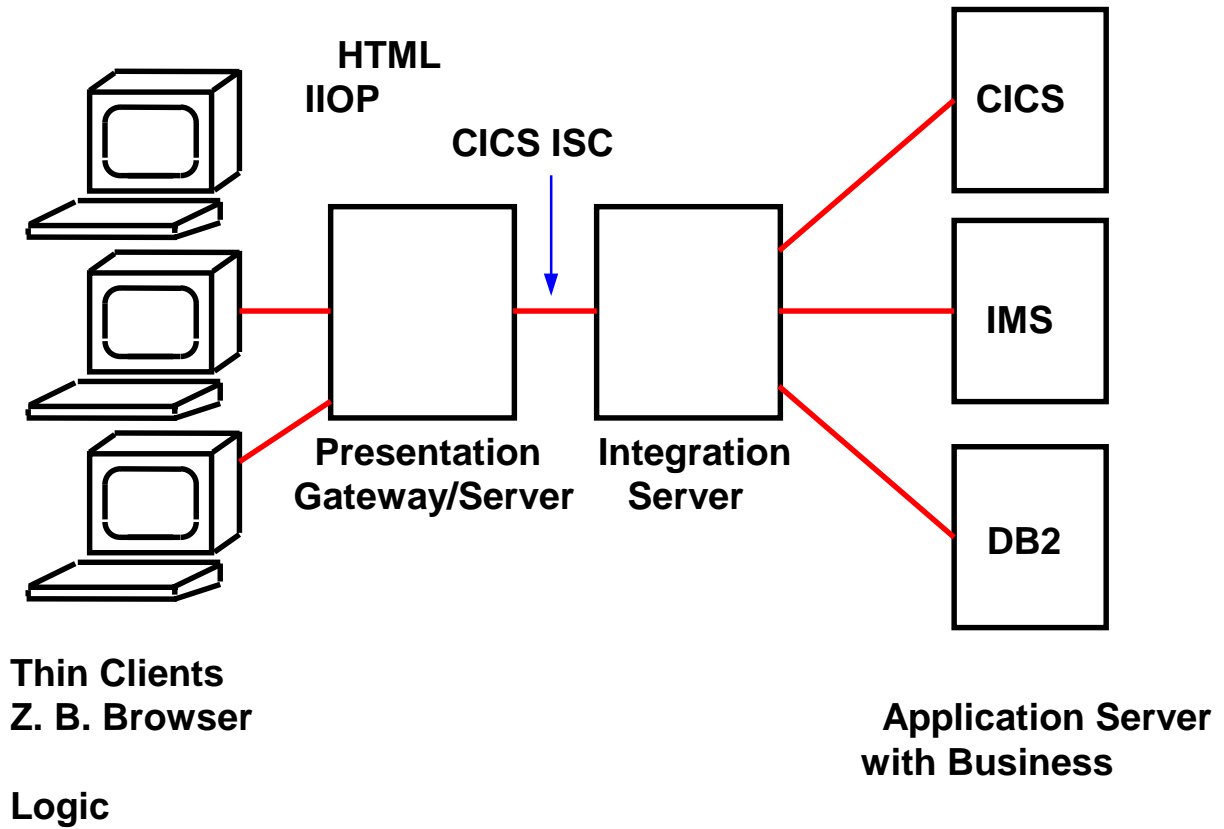 HTML
IIOP
CICS ISC
CICS
IMS
DB2
Presentation
Gateway/Server
Integration
Server
Thin Clients
Z. B. Browser
Application Server
with Business
Logic